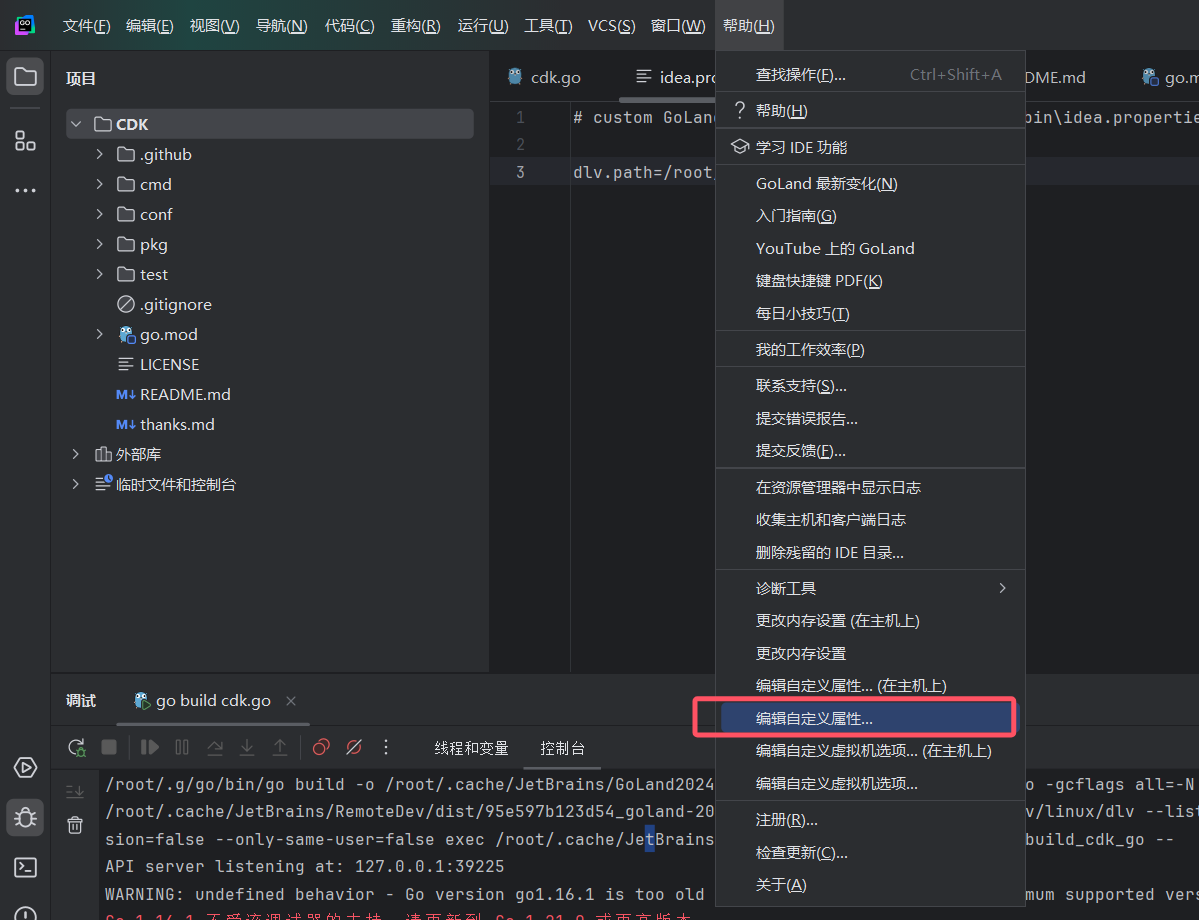 文件(F) 编辑(E) 视图(V) 导航(N) 代码(C) 重构(R) 运行(U) 工具(T) VCS(S) 窗口(W) 帮助(H)
项目
CDK
.github
cmd
conf
pkg
test
.gitignore
go.mod
LICENSE
M↓ README.md
M↓ thanks.md
外部库
临时文件和控制台
cdk.go
1 # custom GoLan bin\idea.properti
2
3 dlv.path=/root
查找操作(F)... Ctrl+Shift+A
? 帮助(H)
学习 IDE 功能
GoLand 最新变化(N)
入门指南(G)
YouTube 上的 GoLand
键盘快捷键 PDF(K)
每日小技巧(T)
我的工作效率(P)
联系支持(S)...
提交错误报告...
提交反馈(F)...
在资源管理器中显示日志
收集主机和客户端日志
删除残留的 IDE 目录...
诊断工具
更改内存设置 (在主机上)
更改内存设置
编辑自定义属性... (在主机上)
编辑自定义属性...
编辑自定义虚拟机选项... (在主机上)
编辑自定义虚拟机选项...
注册(R)...
检查更新(C)...
关于(A)
调试 go build cdk.go
线程和变量 控制台
/root/.g/go/bin/go build -o /root/.cache/JetBrains/GoLand2024 o -gcflags all=-N
/root/.cache/JetBrains/RemoteDev/dist/95e597b123d54_goland-20 v/linux/dlv --list
sion=false --only-same-user=false exec /root/.cache/JetBrains build_cdk_go --
API server listening at: 127.0.0.1:39225
WARNING: undefined behavior - Go version go1.16.1 is too old mum supported vers